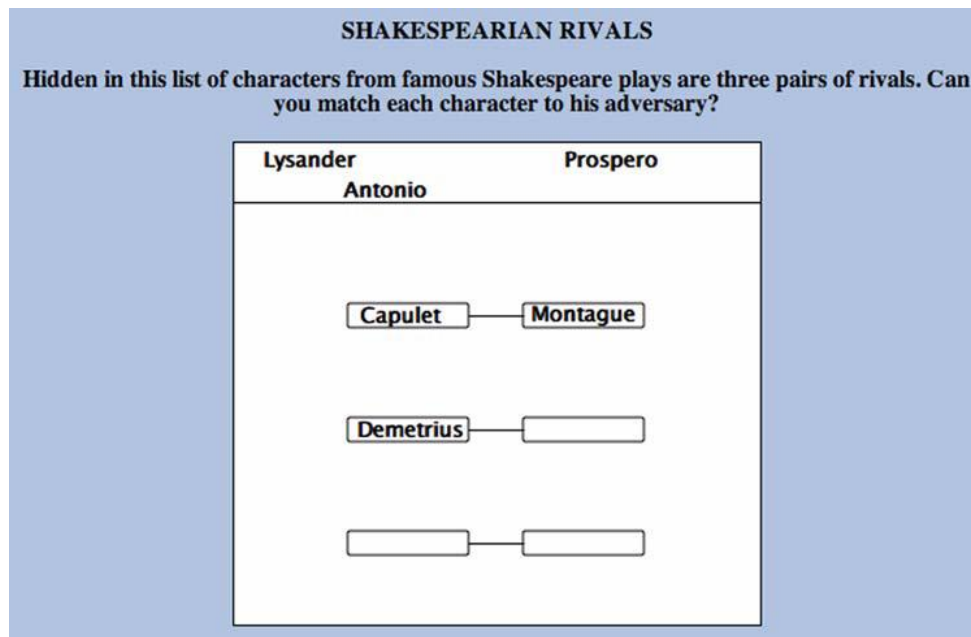 SHAKESPEARIAN RIVALS
Hidden in this list of characters from famous Shakespeare plays are three pairs of rivals. Can
you match each character to his adversary?
Lysander Prospero
Antonio
Capulet Montague
Demetrius